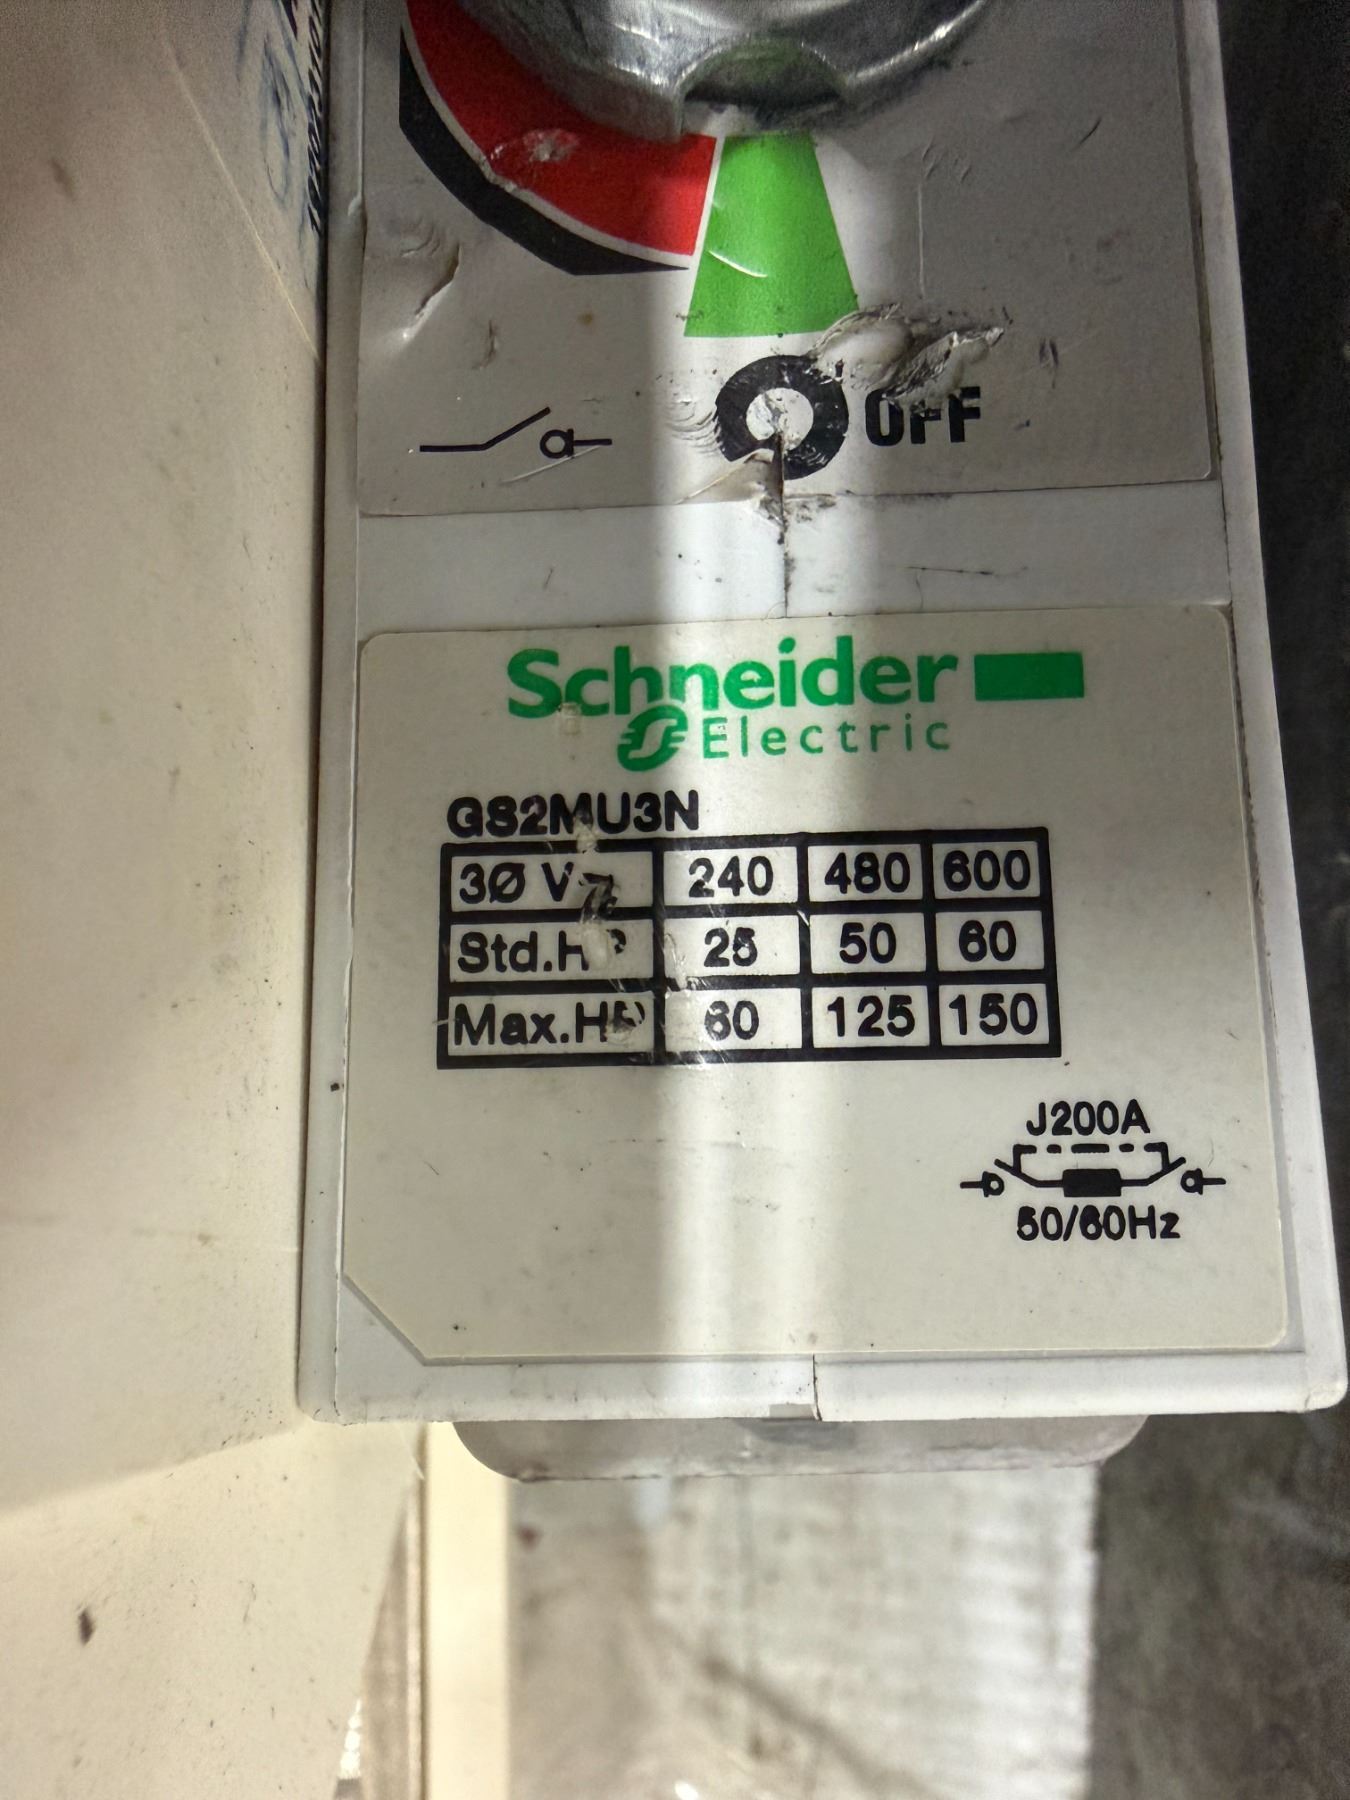 OFF
Schneider
Electric
GS2MU3N
3Ø V 240 480 600
Std.HP 25 50 60
Max.HP 60 125 150
J200A
50/60Hz